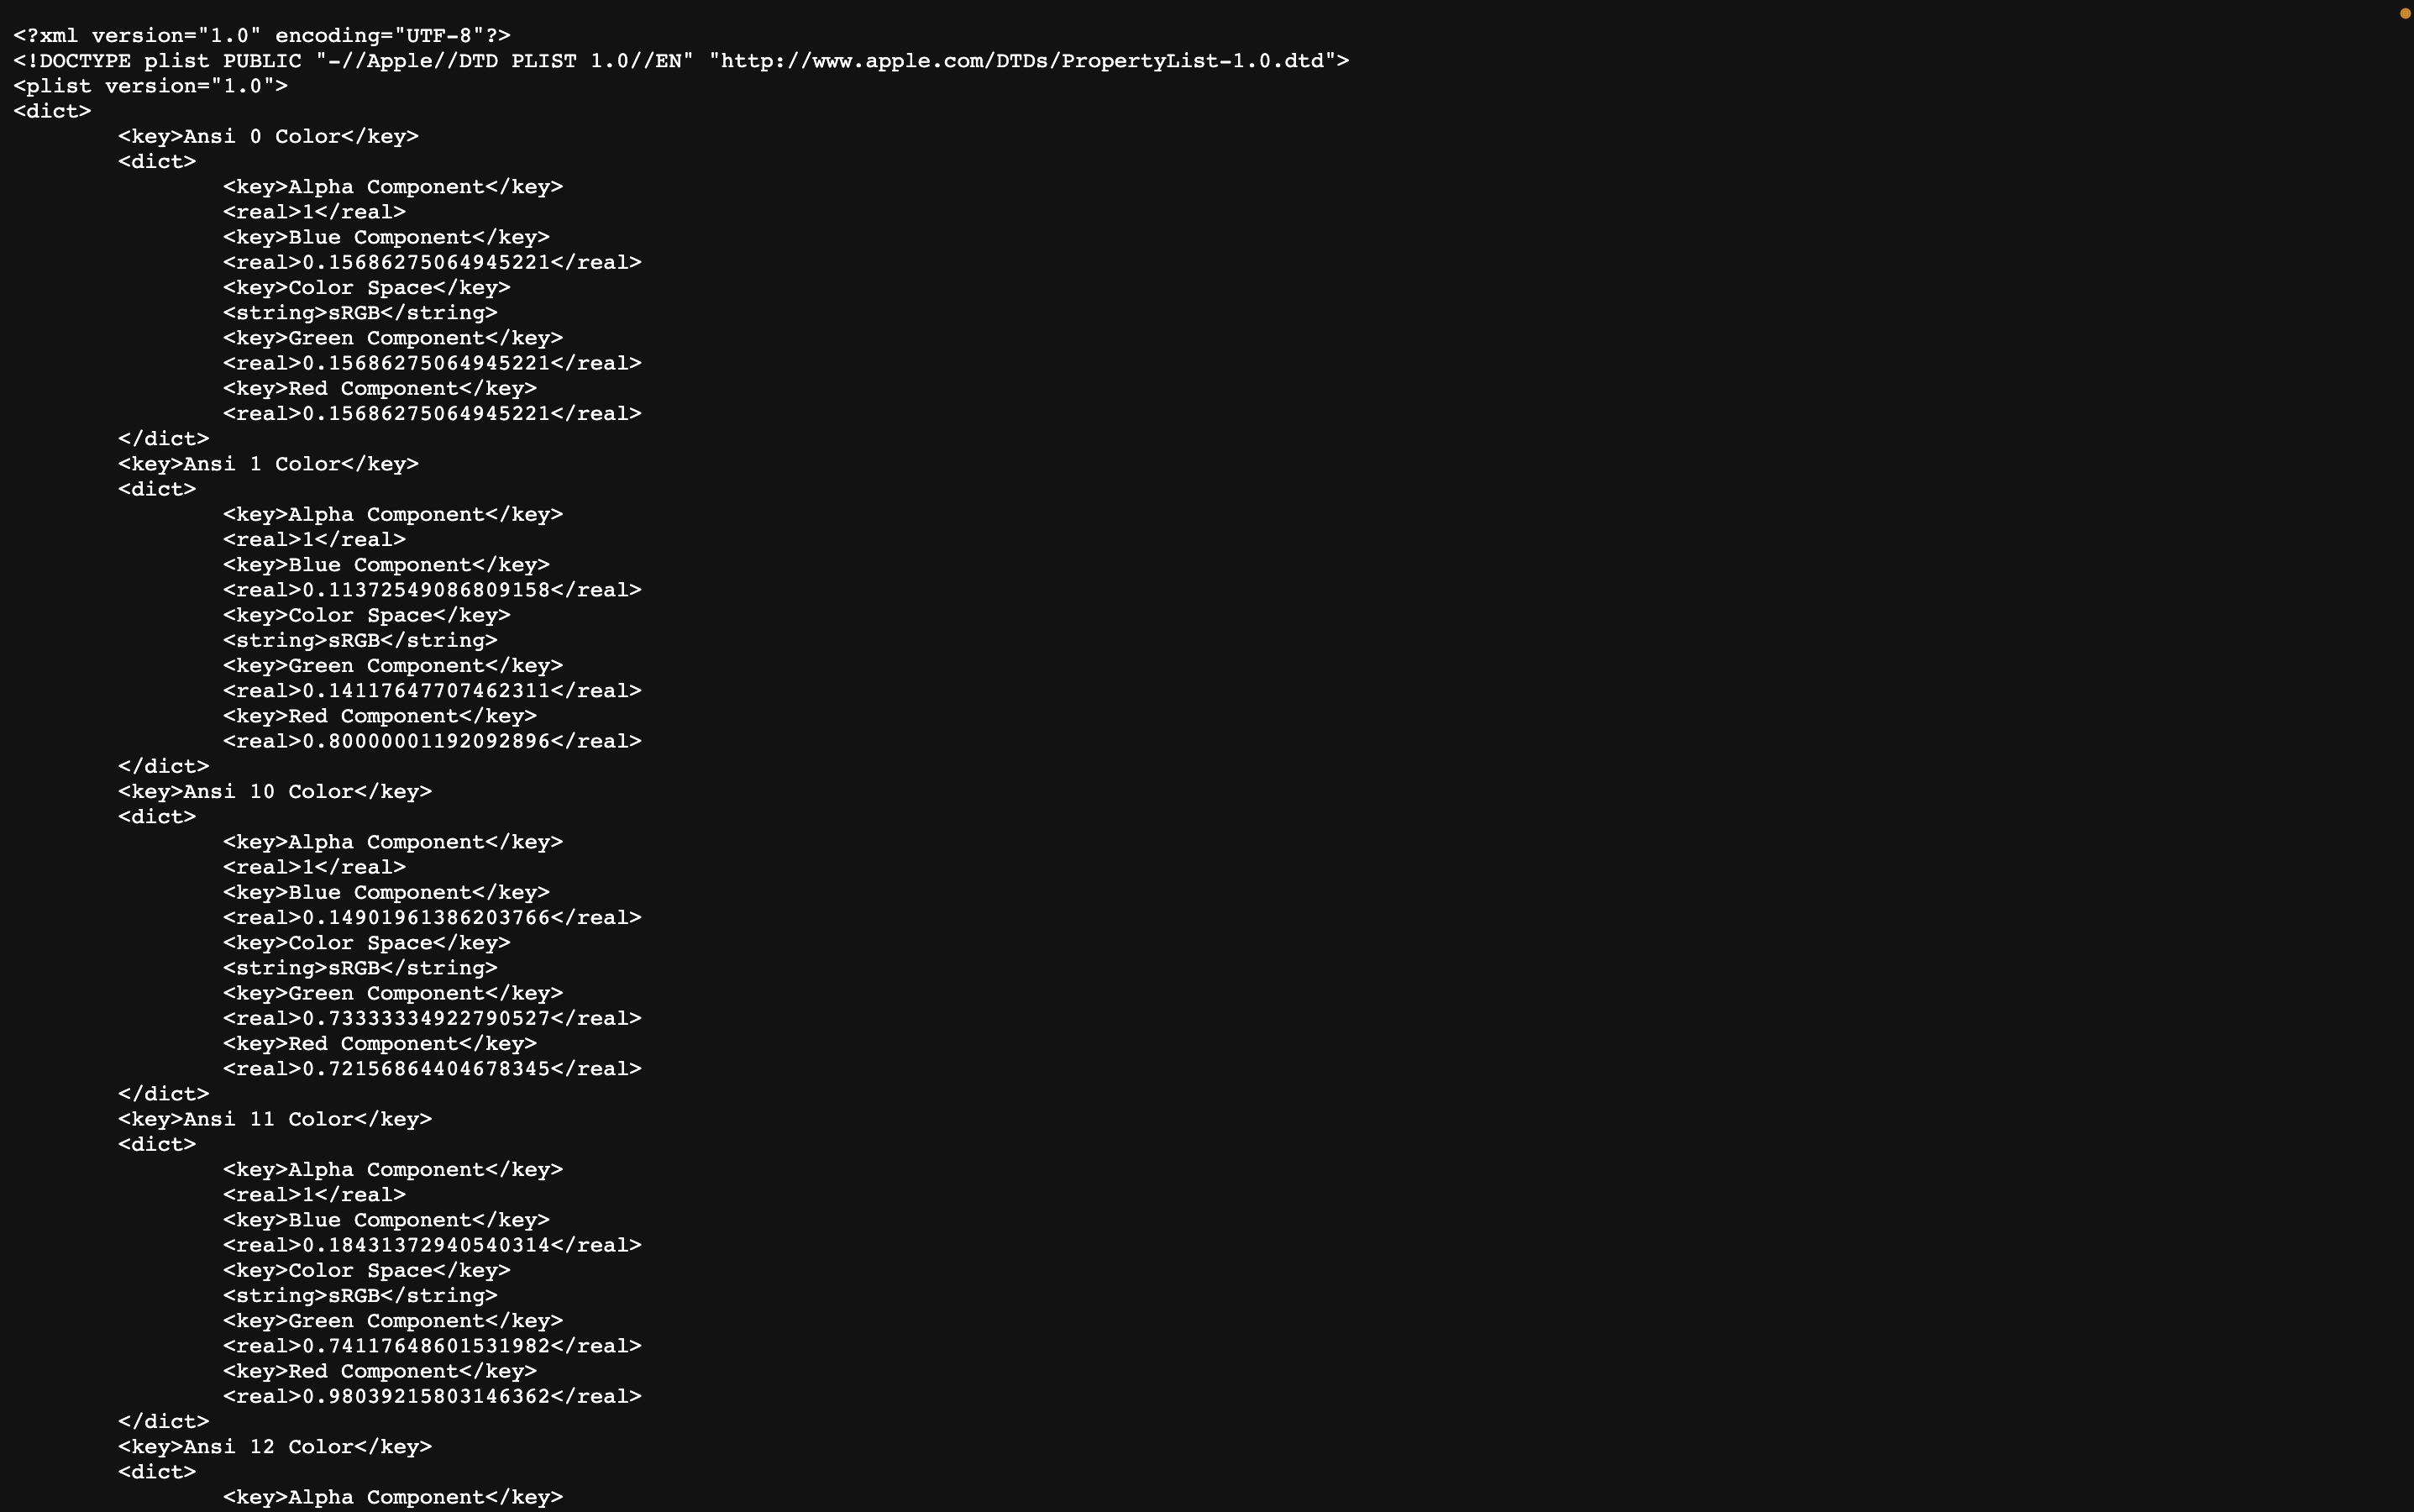 <?xml version="1.0" encoding="UTF-8"?>
<!DOCTYPE plist PUBLIC "-//Apple//DTD PLIST 1.0//EN" "http://www.apple.com/DTDs/PropertyList-1.0.dtd">
<plist version="1.0">
<dict>
	<key>Ansi 0 Color</key>
	<dict>
		<key>Alpha Component</key>
		<real>1</real>
		<key>Blue Component</key>
		<real>0.15686275064945221</real>
		<key>Color Space</key>
		<string>sRGB</string>
		<key>Green Component</key>
		<real>0.15686275064945221</real>
		<key>Red Component</key>
		<real>0.15686275064945221</real>
	</dict>
	<key>Ansi 1 Color</key>
	<dict>
		<key>Alpha Component</key>
		<real>1</real>
		<key>Blue Component</key>
		<real>0.11372549086809158</real>
		<key>Color Space</key>
		<string>sRGB</string>
		<key>Green Component</key>
		<real>0.14117647707462311</real>
		<key>Red Component</key>
		<real>0.80000001192092896</real>
	</dict>
	<key>Ansi 10 Color</key>
	<dict>
		<key>Alpha Component</key>
		<real>1</real>
		<key>Blue Component</key>
		<real>0.14901961386203766</real>
		<key>Color Space</key>
		<string>sRGB</string>
		<key>Green Component</key>
		<real>0.73333334922790527</real>
		<key>Red Component</key>
		<real>0.72156864404678345</real>
	</dict>
	<key>Ansi 11 Color</key>
	<dict>
		<key>Alpha Component</key>
		<real>1</real>
		<key>Blue Component</key>
		<real>0.18431372940540314</real>
		<key>Color Space</key>
		<string>sRGB</string>
		<key>Green Component</key>
		<real>0.74117648601531982</real>
		<key>Red Component</key>
		<real>0.98039215803146362</real>
	</dict>
	<key>Ansi 12 Color</key>
	<dict>
		<key>Alpha Component</key>